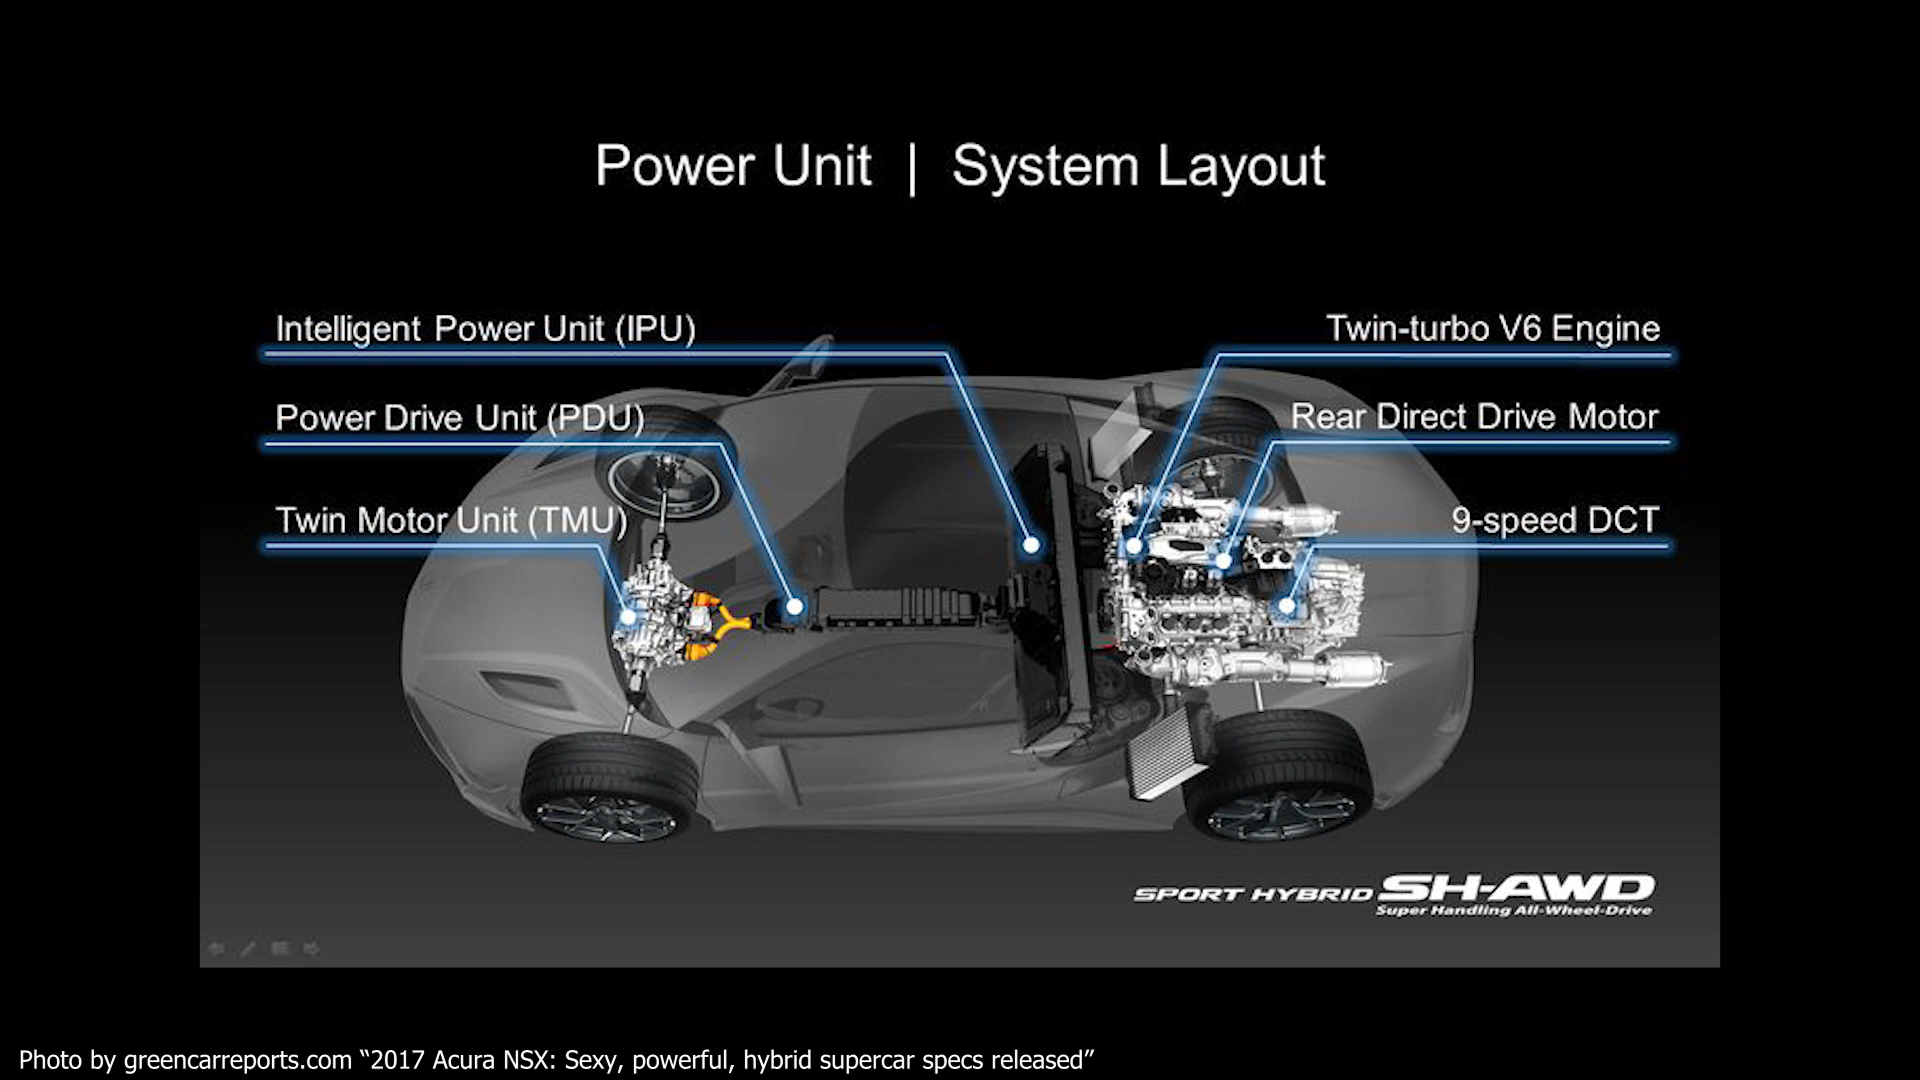 Power Unit | System Layout
Intelligent Power Unit (IPU)
Power Drive Unit (PDU)
Twin Motor Unit (TMU)
Twin-turbo V6 Engine
Rear Direct Drive Motor
9-speed DCT
SPORT HYBRID SH-AWD
Super Handling All-Wheel-Drive
Photo by greencarreports.com “2017 Acura NSX: Sexy, powerful, hybrid supercar specs released”